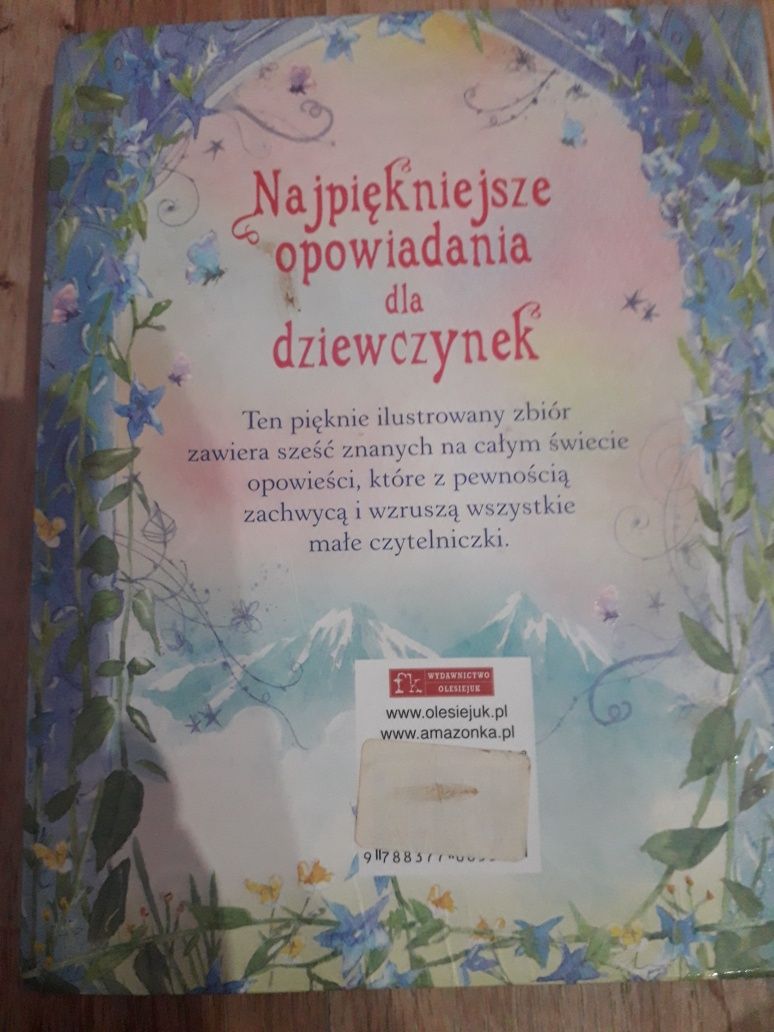 Najpiękniejsze
opowiadania
dla
dziewczynek
Ten pięknie ilustrowany zbiór
zawiera sześć znanych na całym świecie
opowieści, które z pewnością
zachwycą i wzruszą wszystkie
małe czytelniczki.
fk WYDAWNICTWO
OLESIEJUK
www.olesiejuk.pl
www.amazonka.pl